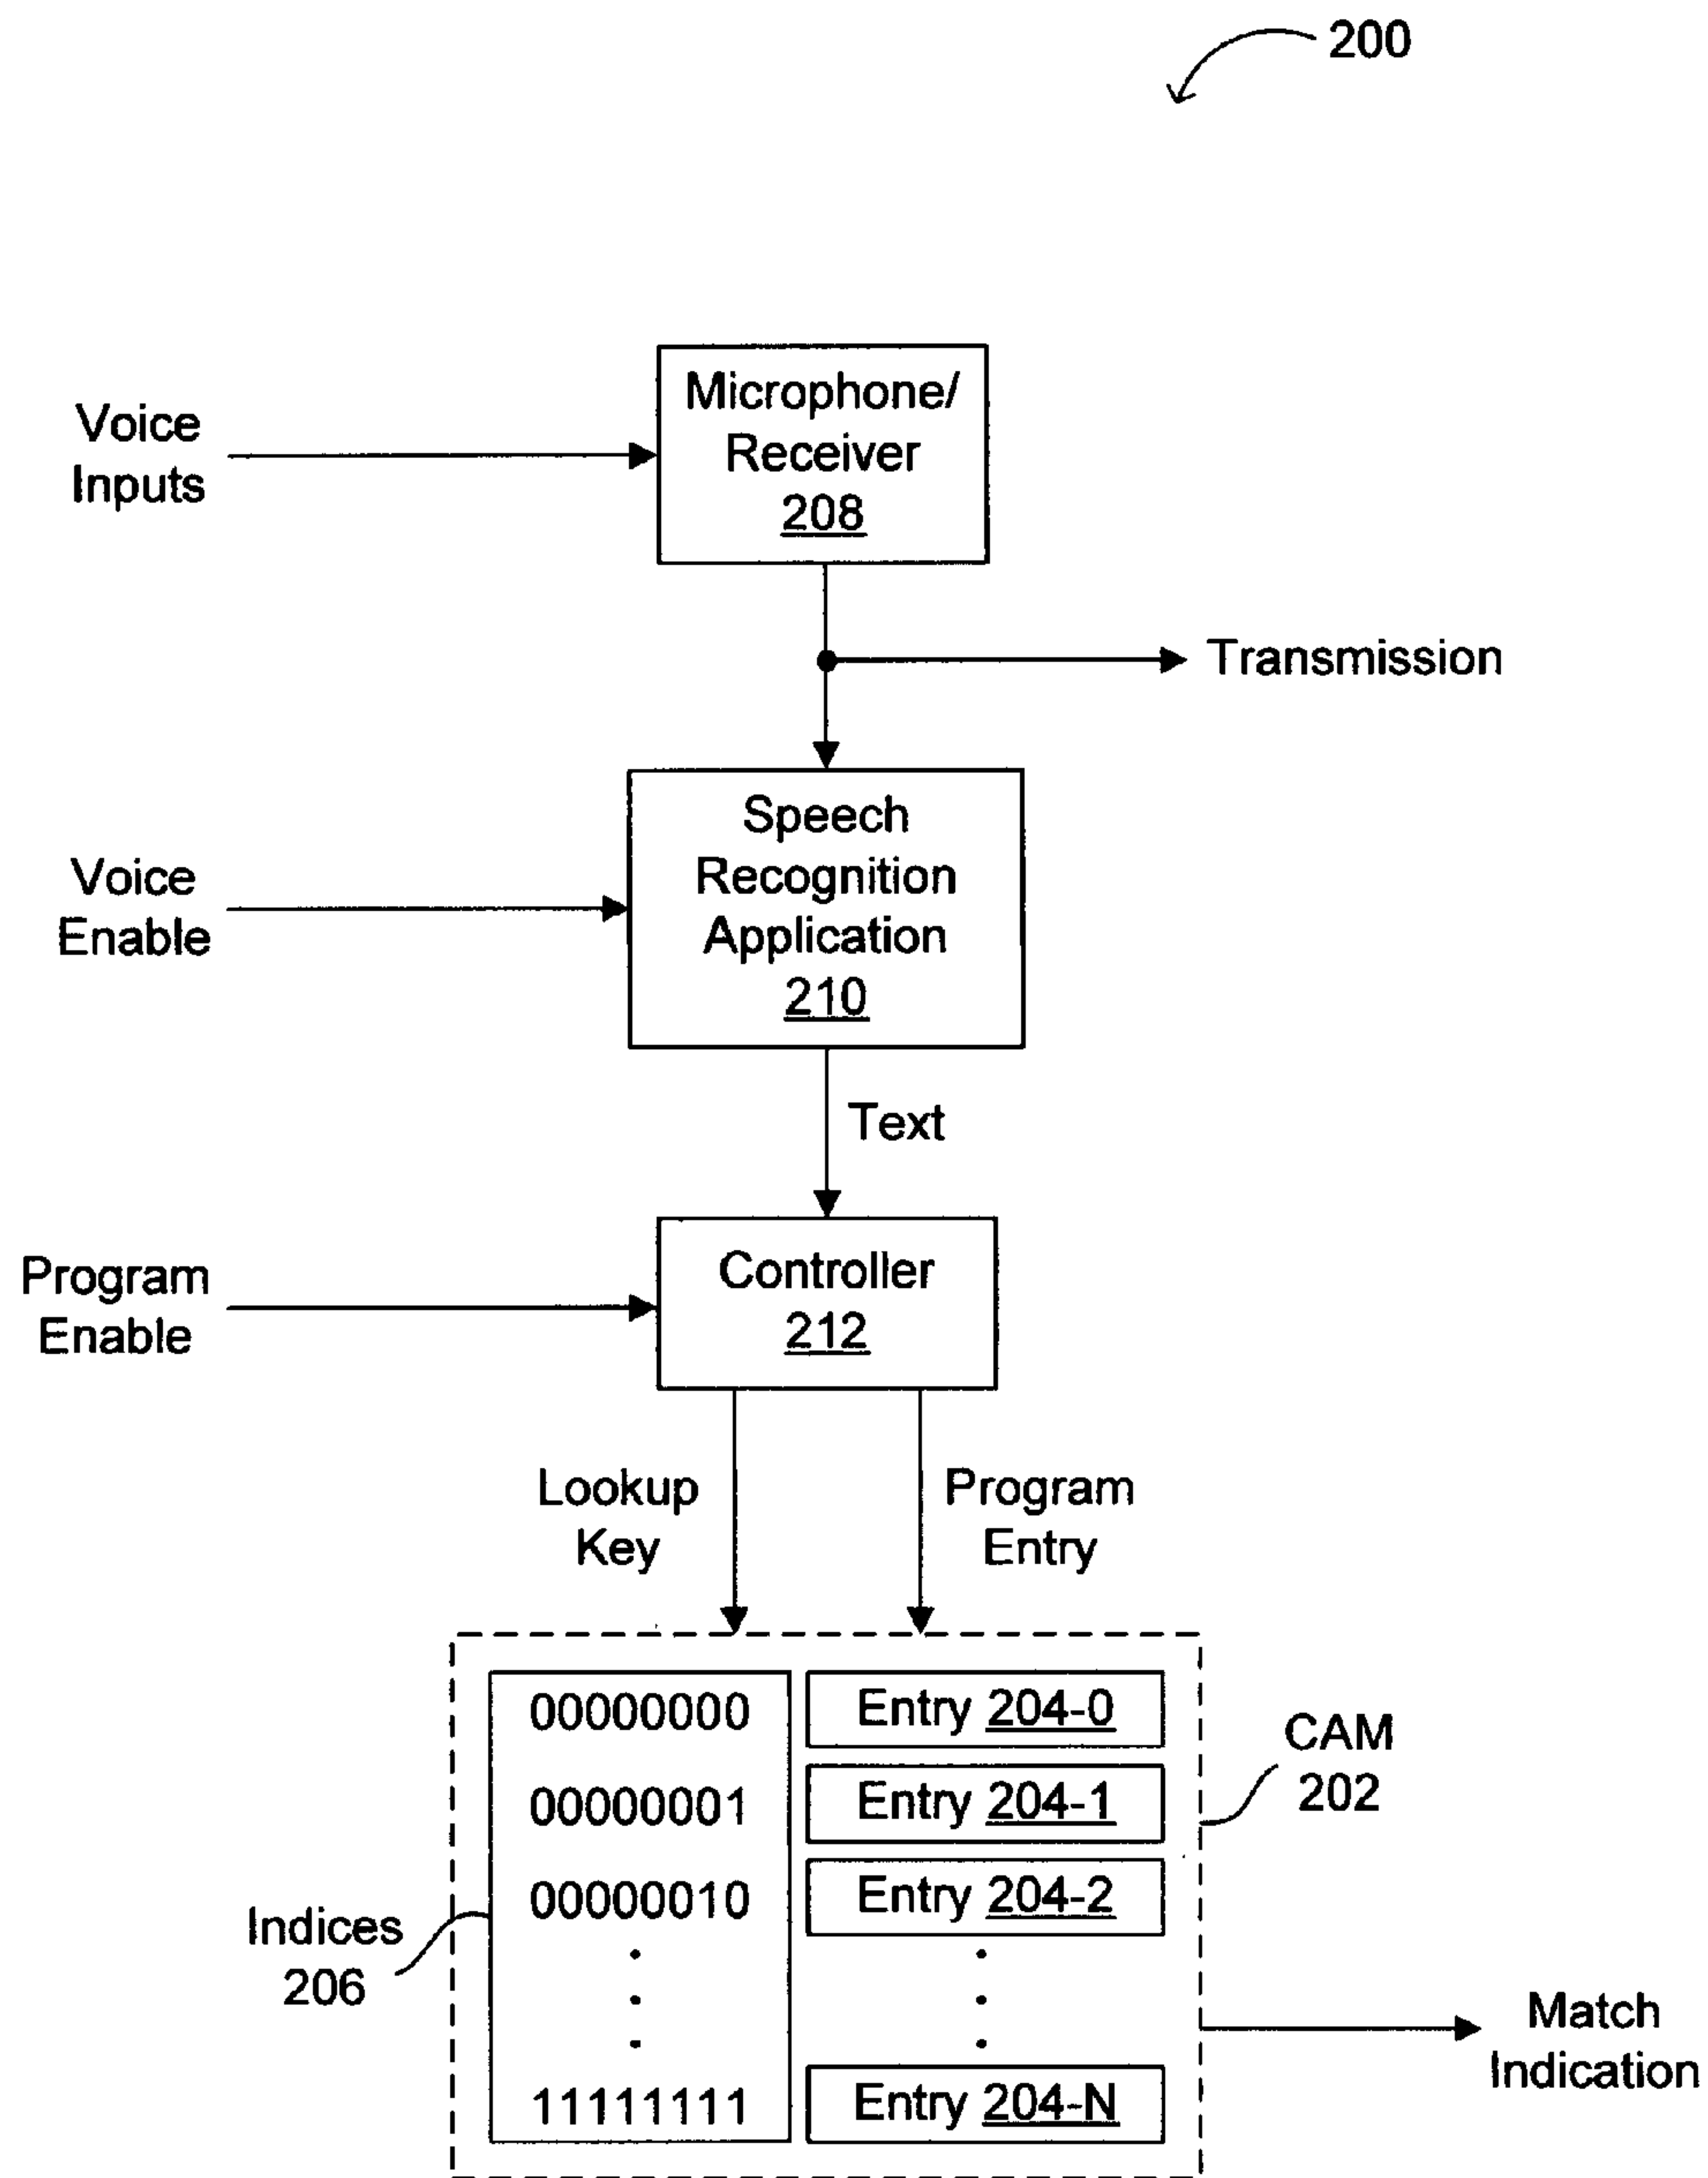 200
Microphone/
Receiver
208
Voice
Inputs
Transmission
Speech
Recognition
Application
210
Voice
Enable
Text
Controller
212
Program
Enable
Lookup
Key
Program
Entry
00000000
Entry 204-0
00000001
Entry 204-1
00000010
Entry 204-2
11111111
Entry 204-N
CAM
202
Indices
206
Match
Indication